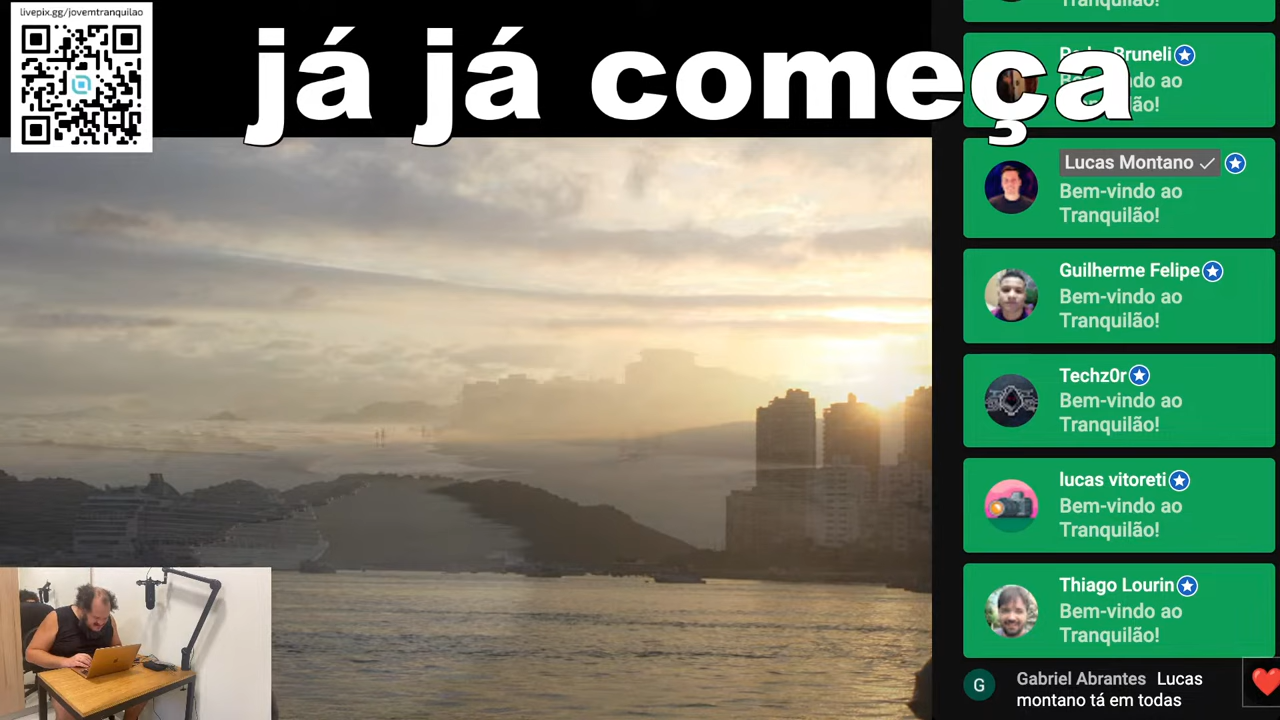 livepix.gg/jovemtranquilao
já já começa
Tranquilão!
Bruneli
Bem-vindo ao
Tranquilão!
Lucas Montano
Bem-vindo ao
Tranquilão!
Guilherme Felipe
Bem-vindo ao
Tranquilão!
Techz0r
Bem-vindo ao
Tranquilão!
lucas vitoreti
Bem-vindo ao
Tranquilão!
Thiago Lourin
Bem-vindo ao
Tranquilão!
G
Gabriel Abrantes Lucas
montano tá em todas